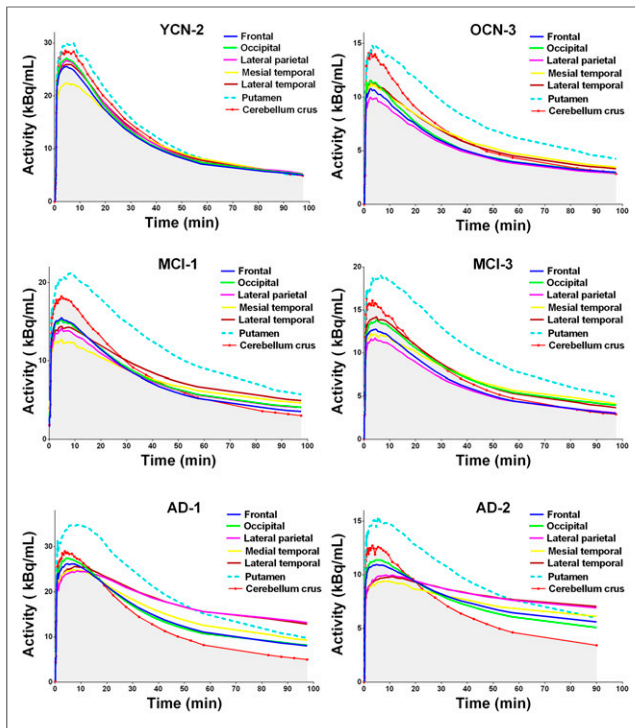 YCN-2
Activity (kBq/mL)
30
20
10
0
0 10 20 30 40 50 60 70 80 90 100
Time (min)
Frontal
Occipital
Lateral parietal
Mesial temporal
Lateral temporal
Putamen
Cerebellum crus
OCN-3
Activity (kBq/mL)
15
10
5
0
0 10 20 30 40 50 60 70 80 90 100
Time (min)
Frontal
Occipital
Lateral parietal
Mesial temporal
Lateral temporal
Putamen
Cerebellum crus
MCI-1
Activity ( kBq/mL)
20
10
0
0 10 20 30 40 50 60 70 80 90 100
Time (min)
Frontal
Occipital
Lateral parietal
Mesial temporal
Lateral temporal
Putamen
Cerebellum crus
MCI-3
Activity ( kBq/mL)
20
15
10
5
0
0 10 20 30 40 50 60 70 80 90 100
Time (min)
Frontal
Occipital
Lateral parietal
Mesial temporal
Lateral temporal
Putamen
Cerebellum crus
AD-1
Activity ( kBq/mL)
30
20
10
0
0 10 20 30 40 50 60 70 80 90 100
Time (min)
Frontal
Occipital
Lateral parietal
Medial temporal
Lateral temporal
Putamen
Cerebellum crus
AD-2
Activity ( kBq/mL)
15
10
5
0
0 10 20 30 40 50 60 70 80 90 100
Time (min)
Frontal
Occipital
Lateral parietal
Mesial temporal
Lateral temporal
Putamen
Cerebellum crus